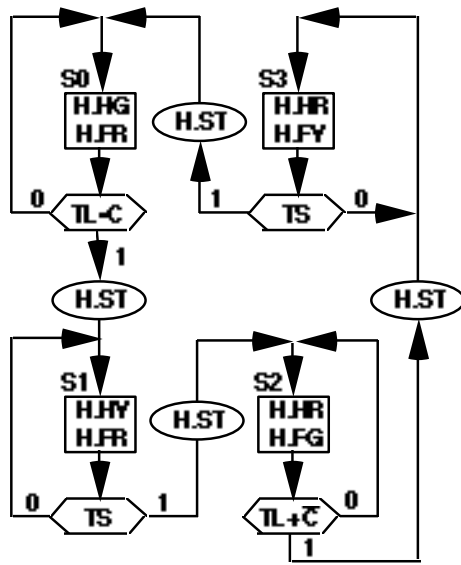 S0
H.HG
H.FR
0
TL•C
1
H.ST
S3
H.HR
H.FY
1
TS
0
H.ST
H.ST
S1
H.HY
H.FR
0
TS
1
H.ST
S2
H.HR
H.FG
TL+C̅
0
1